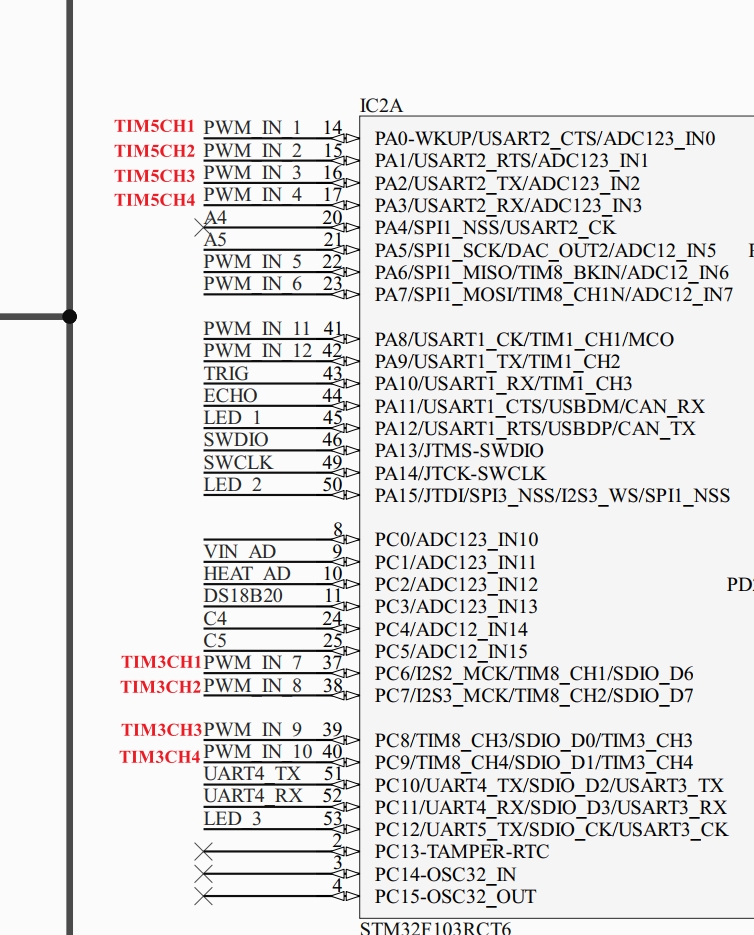 IC2A
TIM5CH1 PWM_IN_1 14 PA0-WKUP/USART2_CTS/ADC123_IN0
TIM5CH2 PWM_IN_2 15 PA1/USART2_RTS/ADC123_IN1
TIM5CH3 PWM_IN_3 16 PA2/USART2_TX/ADC123_IN2
TIM5CH4 PWM_IN_4 17 PA3/USART2_RX/ADC123_IN3
A4 20 PA4/SPI1_NSS/USART2_CK
A5 21 PA5/SPI1_SCK/DAC_OUT2/ADC12_IN5
PWM_IN_5 22 PA6/SPI1_MISO/TIM8_BKIN/ADC12_IN6
PWM_IN_6 23 PA7/SPI1_MOSI/TIM8_CH1N/ADC12_IN7
PWM_IN_11 41 PA8/USART1_CK/TIM1_CH1/MCO
PWM_IN_12 42 PA9/USART1_TX/TIM1_CH2
TRIG 43 PA10/USART1_RX/TIM1_CH3
ECHO 44 PA11/USART1_CTS/USBDM/CAN_RX
LED_1 45 PA12/USART1_RTS/USBDP/CAN_TX
SWDIO 46 PA13/JTMS-SWDIO
SWCLK 49 PA14/JTCK-SWCLK
LED_2 50 PA15/JTDI/SPI3_NSS/I2S3_WS/SPI1_NSS
8 PC0/ADC123_IN10
VIN_AD 9 PC1/ADC123_IN11
HEAT_AD 10 PC2/ADC123_IN12 PD
DS18B20 11 PC3/ADC123_IN13
C4 24 PC4/ADC12_IN14
C5 25 PC5/ADC12_IN15
TIM3CH1 PWM_IN_7 37 PC6/I2S2_MCK/TIM8_CH1/SDIO_D6
TIM3CH2 PWM_IN_8 38 PC7/I2S3_MCK/TIM8_CH2/SDIO_D7
TIM3CH3 PWM_IN_9 39 PC8/TIM8_CH3/SDIO_D0/TIM3_CH3
TIM3CH4 PWM_IN_10 40 PC9/TIM8_CH4/SDIO_D1/TIM3_CH4
UART4_TX 51 PC10/UART4_TX/SDIO_D2/USART3_TX
UART4_RX 52 PC11/UART4_RX/SDIO_D3/USART3_RX
LED_3 53 PC12/UART5_TX/SDIO_CK/USART3_CK
2 PC13-TAMPER-RTC
3 PC14-OSC32_IN
4 PC15-OSC32_OUT
STM32F103RCT6